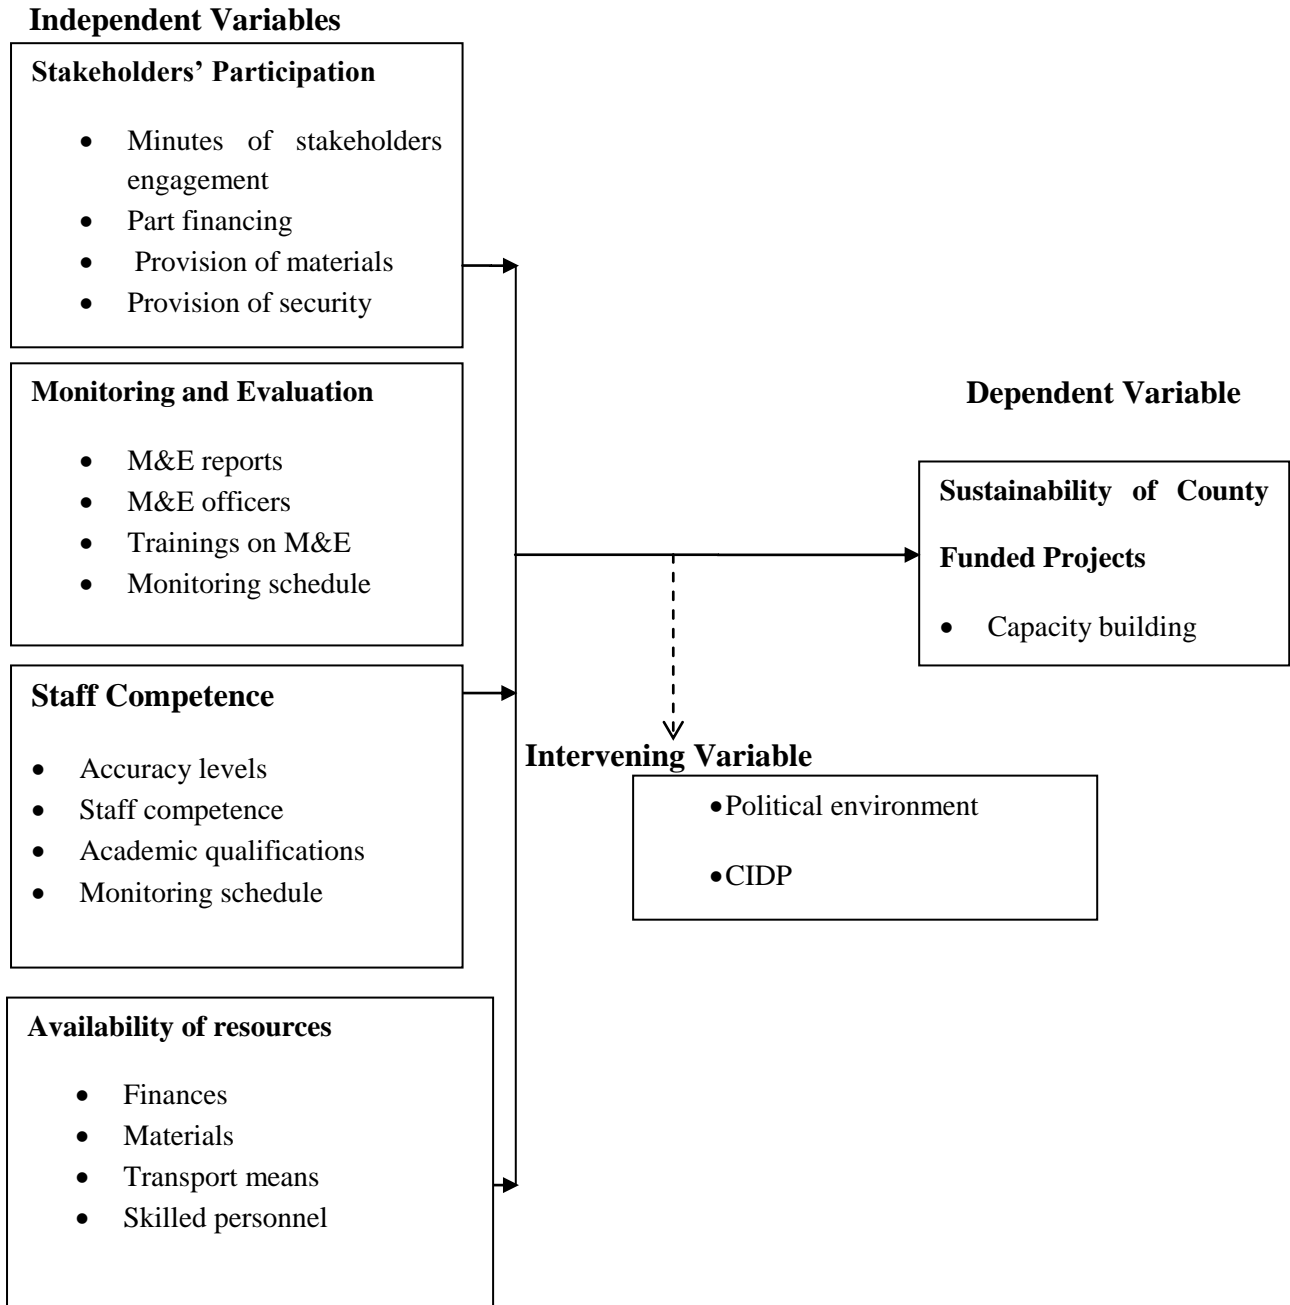 Independent Variables
Stakeholders’ Participation
• Minutes of stakeholders
engagement
• Part financing
• Provision of materials
• Provision of security
Monitoring and Evaluation
• M&E reports
• M&E officers
• Trainings on M&E
• Monitoring schedule
Staff Competence
• Accuracy levels
• Staff competence
• Academic qualifications
• Monitoring schedule
Availability of resources
• Finances
• Materials
• Transport means
• Skilled personnel
Intervening Variable
•Political environment
•CIDP
Dependent Variable
Sustainability of County
Funded Projects
• Capacity building